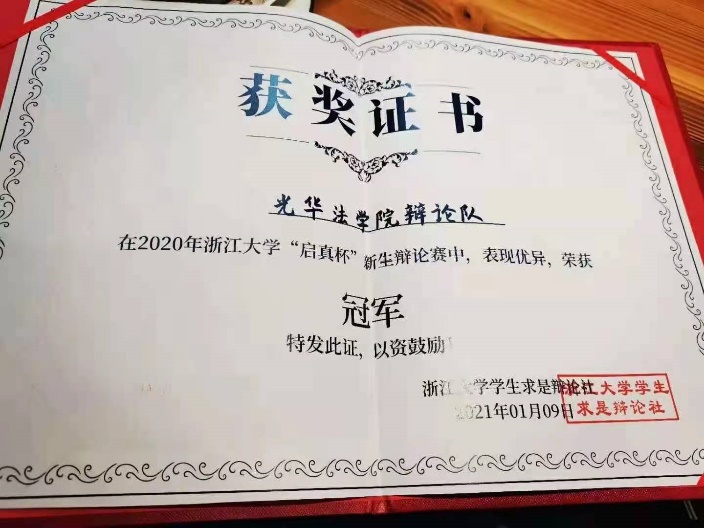 获奖证书
光华法学院辩论队
在2020年浙江大学“启真杯”新生辩论赛中，表现优异，荣获
冠军
特发此证，以资鼓励
浙江大学学生求是辩论社
2021年01月09日
浙江大学学生
求是辩论社